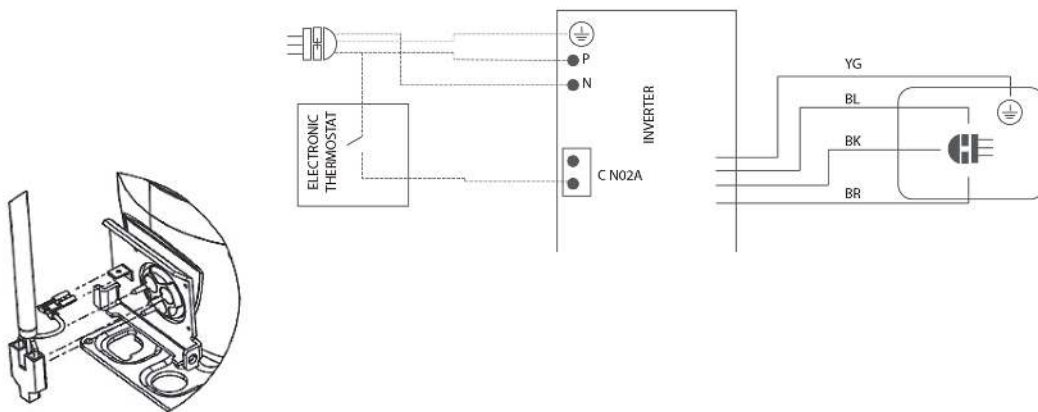 P
N
ELECTRONIC
THERMOSTAT
INVERTER
C N02A
YG
BL
BK
BR